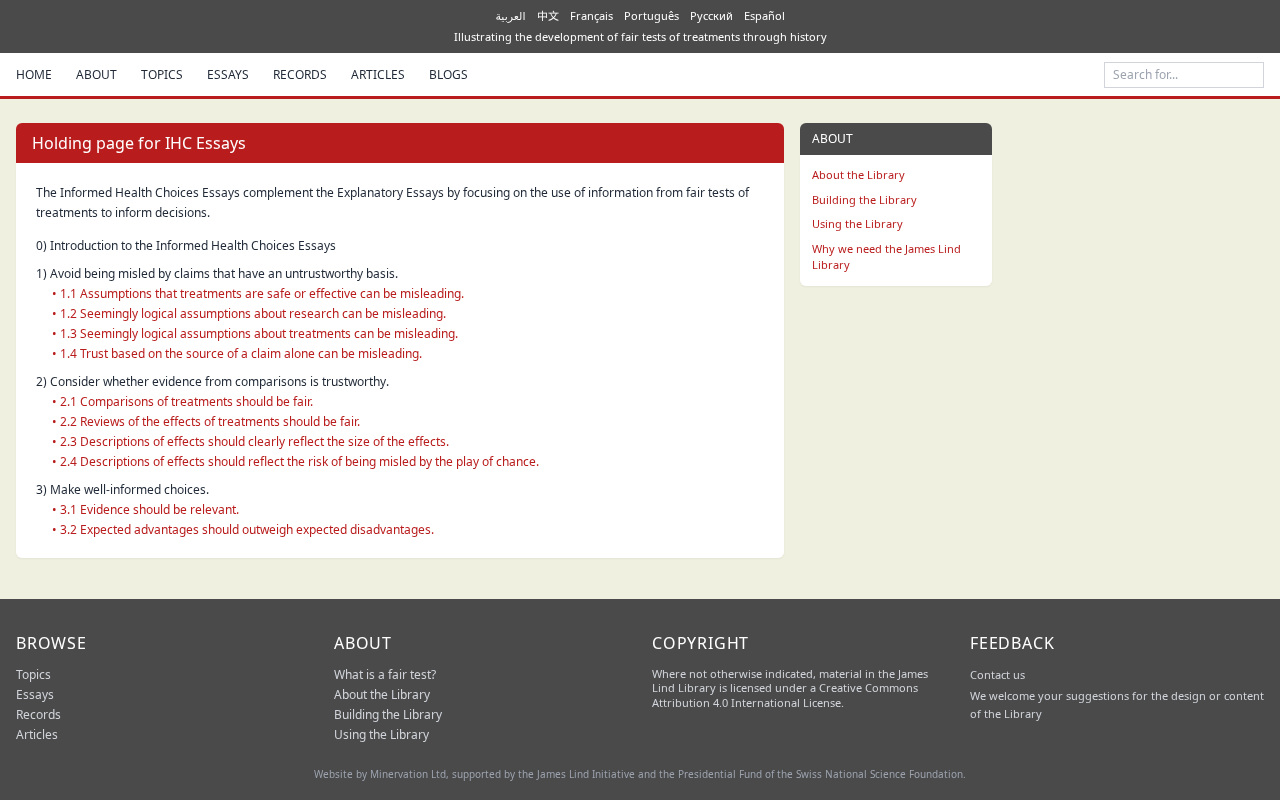 العربية 中文 Français Português Русский Español
Illustrating the development of fair tests of treatments through history
HOME ABOUT TOPICS ESSAYS RECORDS ARTICLES BLOGS Search for...
Holding page for IHC Essays
The Informed Health Choices Essays complement the Explanatory Essays by focusing on the use of information from fair tests of
treatments to inform decisions.
0) Introduction to the Informed Health Choices Essays
1) Avoid being misled by claims that have an untrustworthy basis.
• 1.1 Assumptions that treatments are safe or effective can be misleading.
• 1.2 Seemingly logical assumptions about research can be misleading.
• 1.3 Seemingly logical assumptions about treatments can be misleading.
• 1.4 Trust based on the source of a claim alone can be misleading.
2) Consider whether evidence from comparisons is trustworthy.
• 2.1 Comparisons of treatments should be fair.
• 2.2 Reviews of the effects of treatments should be fair.
• 2.3 Descriptions of effects should clearly reflect the size of the effects.
• 2.4 Descriptions of effects should reflect the risk of being misled by the play of chance.
3) Make well-informed choices.
• 3.1 Evidence should be relevant.
• 3.2 Expected advantages should outweigh expected disadvantages.
ABOUT
About the Library
Building the Library
Using the Library
Why we need the James Lind
Library
BROWSE
Topics
Essays
Records
Articles
ABOUT
What is a fair test?
About the Library
Building the Library
Using the Library
COPYRIGHT
Where not otherwise indicated, material in the James
Lind Library is licensed under a Creative Commons
Attribution 4.0 International License.
FEEDBACK
Contact us
We welcome your suggestions for the design or content
of the Library
Website by Minervation Ltd, supported by the James Lind Initiative and the Presidential Fund of the Swiss National Science Foundation.